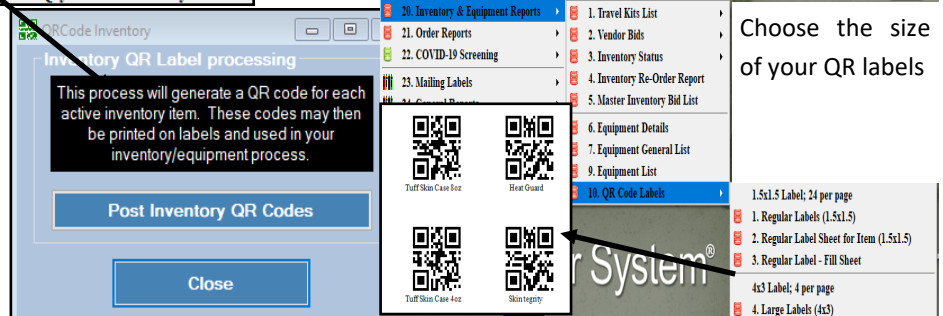 QRCode Inventory
Inventory QR Label processing
This process will generate a QR code for each
active inventory item. These codes may then
be printed on labels and used in your
inventory/equipment process.
Post Inventory QR Codes
Close
20. Inventory & Equipment Reports
21. Order Reports
22. COVID-19 Screening
23. Mailing Labels
24. General Reports
Tuff Skin Case 8oz
Heat Guard
Tuff Skin Case 4oz
Skintegrity
1. Travel Kits List
2. Vendor Bids
3. Inventory Status
4. Inventory Re-Order Report
5. Master Inventory Bid List
6. Equipment Details
7. Equipment General List
9. Equipment List
10. QR Code Labels
r System®
Choose the size
of your QR labels
1.5x1.5 Label; 24 per page
1. Regular Labels (1.5x1.5)
2. Regular Label Sheet for Item (1.5x1.5)
3. Regular Label - Fill Sheet
4x3 Label; 4 per page
4. Large Labels (4x3)